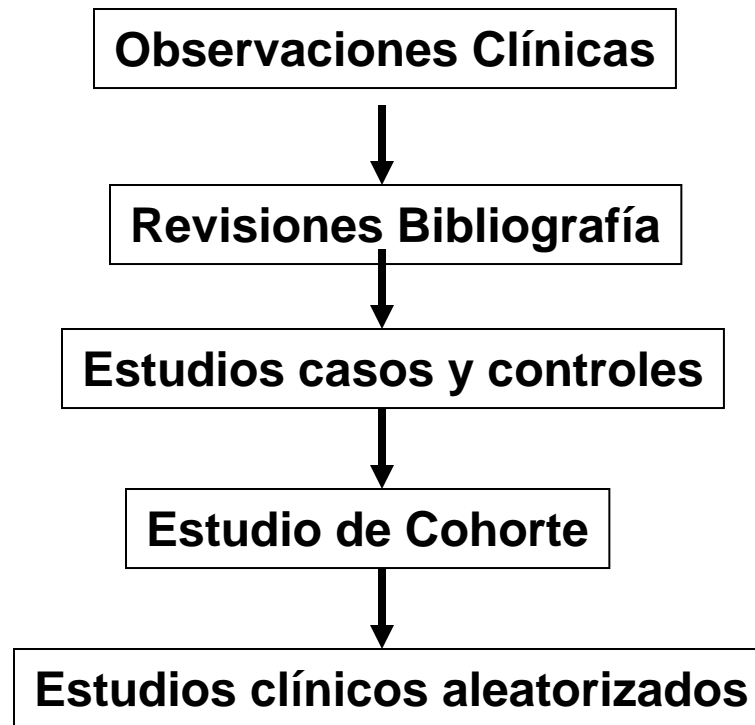 Observaciones Clínicas
Revisiones Bibliografía
Estudios casos y controles
Estudio de Cohorte
Estudios clínicos aleatorizados